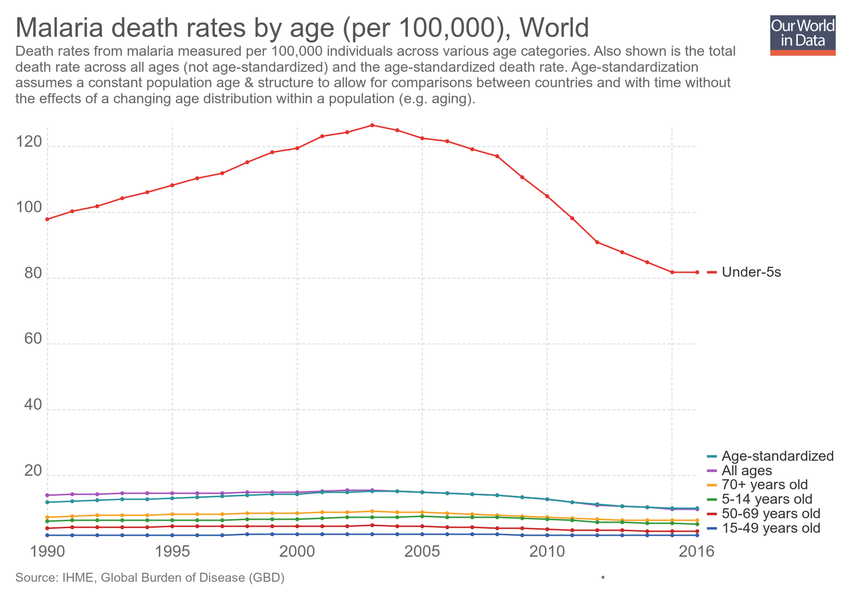 Malaria death rates by age (per 100,000), World
Our World
in Data
Death rates from malaria measured per 100,000 individuals across various age categories. Also shown is the total
death rate across all ages (not age-standardized) and the age-standardized death rate. Age-standardization
assumes a constant population age & structure to allow for comparisons between countries and with time without
the effects of a changing age distribution within a population (e.g. aging).
120
100
80
60
40
20
Under-5s
Age-standardized
All ages
70+ years old
5-14 years old
50-69 years old
15-49 years old
1990
1995
2000
2005
2010
2016
Source: IHME, Global Burden of Disease (GBD)